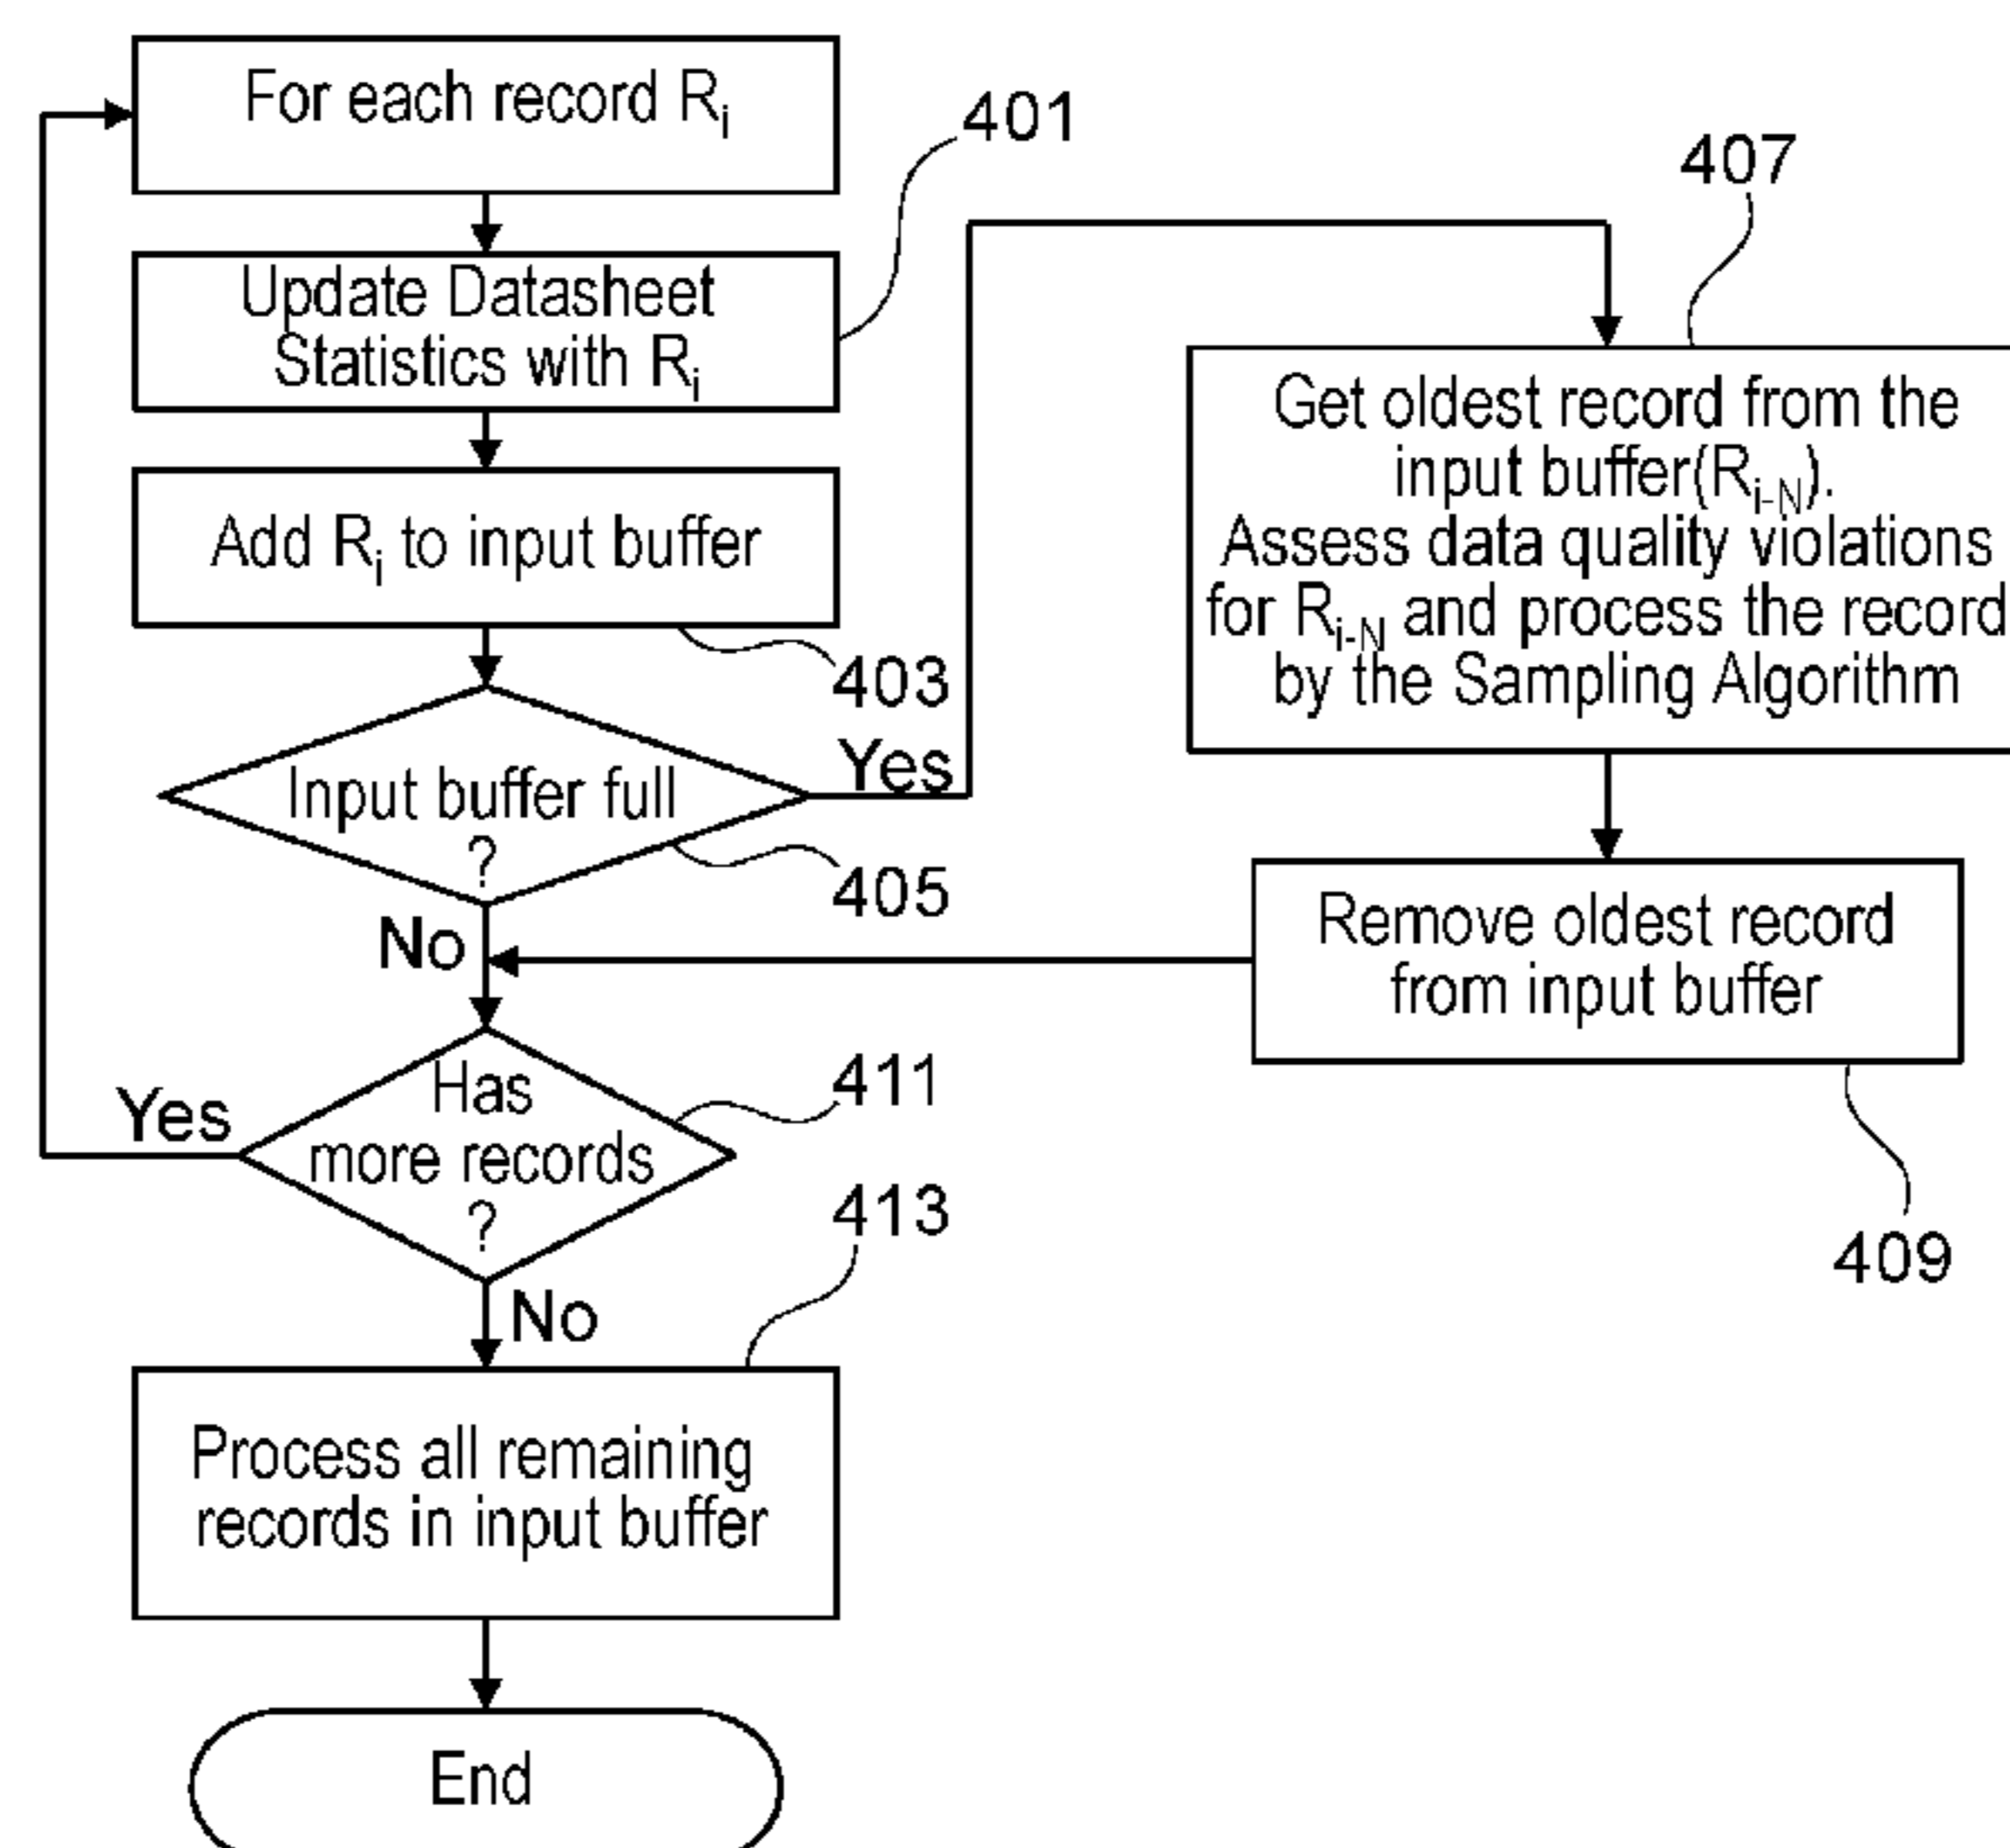 For each record Ri
401
Update Datasheet
Statistics with Ri
Add Ri to input buffer
403
Input buffer full
?
Yes
405
No
407
Get oldest record from the
input buffer(Ri-N).
Assess data quality violations
for Ri-N and process the record
by the Sampling Algorithm
Remove oldest record
from input buffer
409
Has
more records
?
411
Yes
No
413
Process all remaining
records in input buffer
End